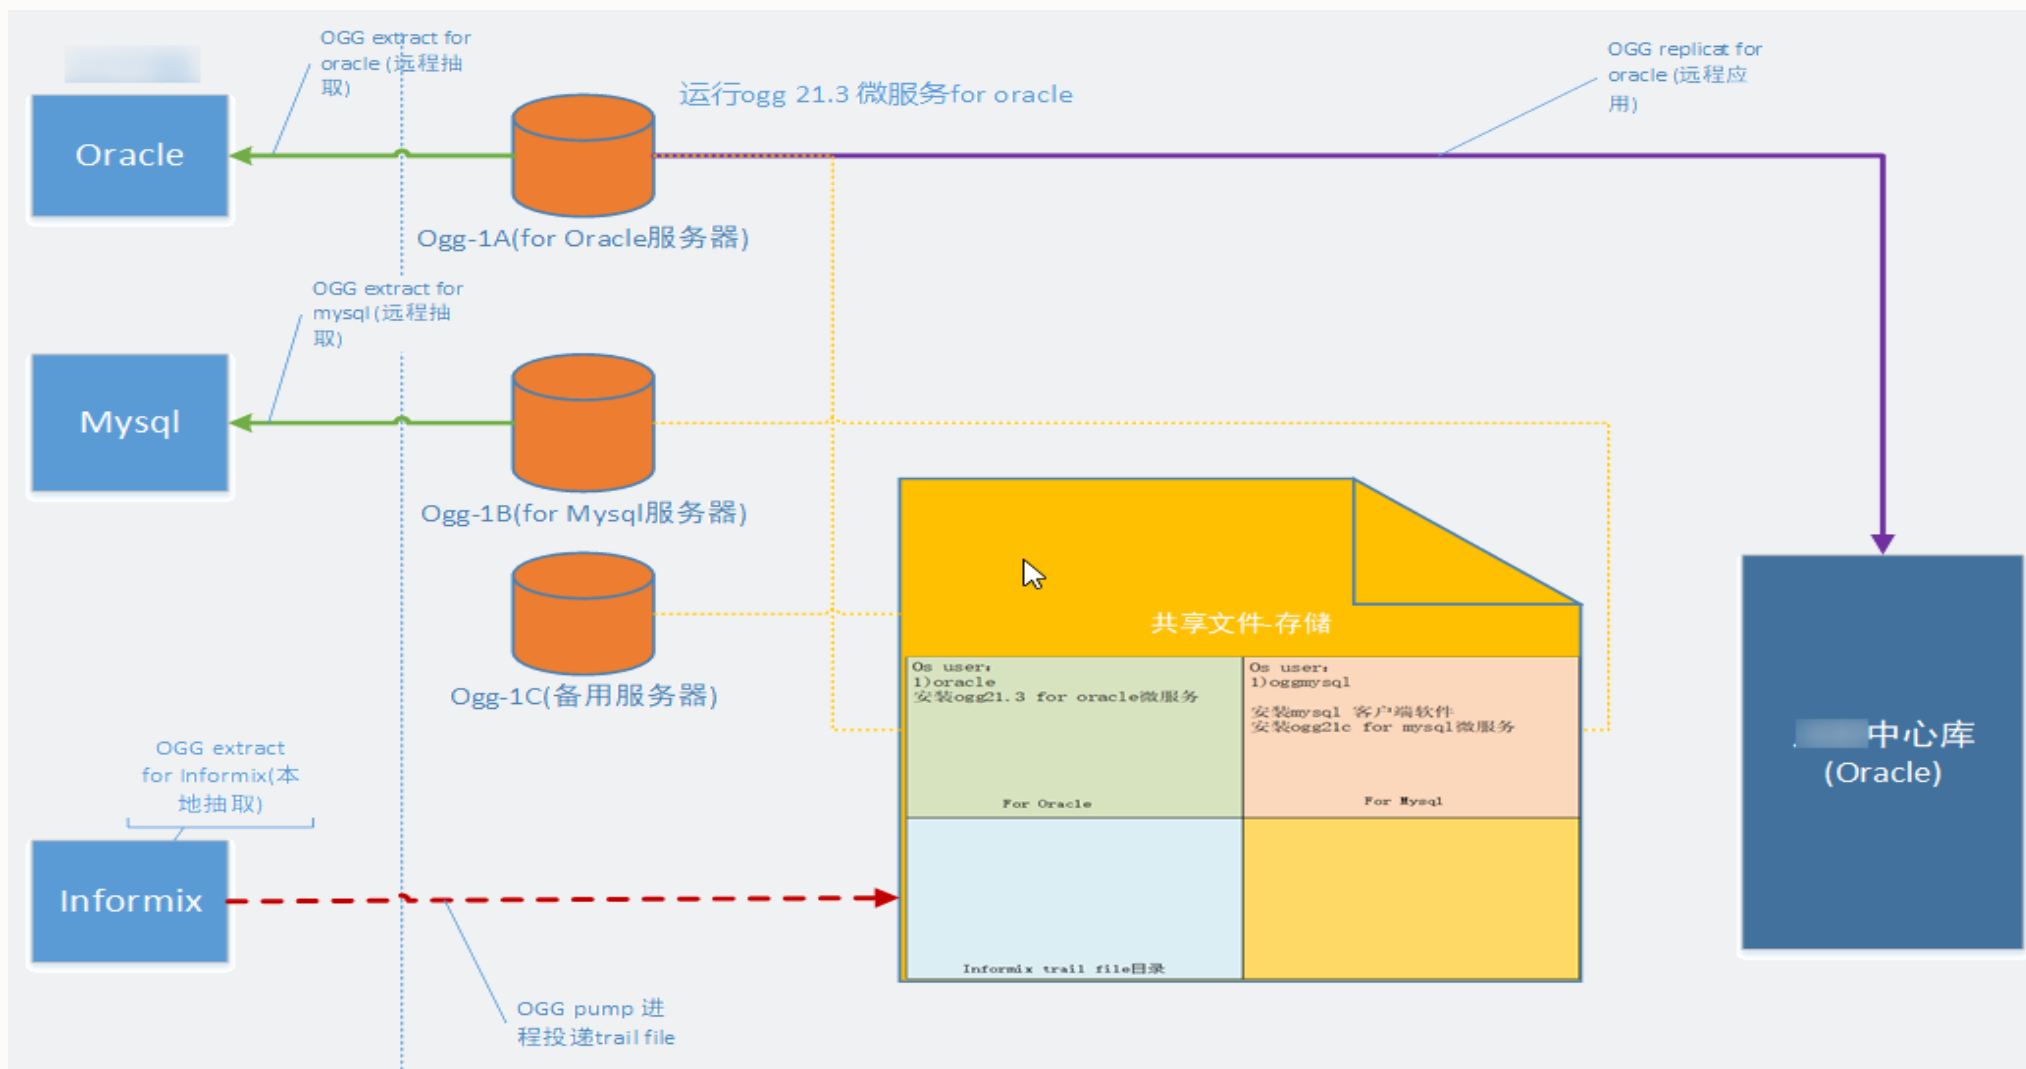 OGG extract for
oracle (远程抽
取)
OGG replicat for
oracle (远程应
用)
运行ogg 21.3 微服务for oracle
Oracle
Ogg-1A(for Oracle服务器)
OGG extract for
mysql (远程抽
取)
Mysql
Ogg-1B(for Mysql服务器)
Ogg-1C(备用服务器)
共享文件-存储
Os user:
1)oracle
安装ogg21.3 for oracle微服务
For Oracle
Os user:
1)oggmysql
安装mysql 客户端软件
安装ogg21c for mysql微服务
For Mysql
中心库
(Oracle)
OGG extract
for Informix(本
地抽取)
Informix
Informix trail file目录
OGG pump 进
程投递trail file